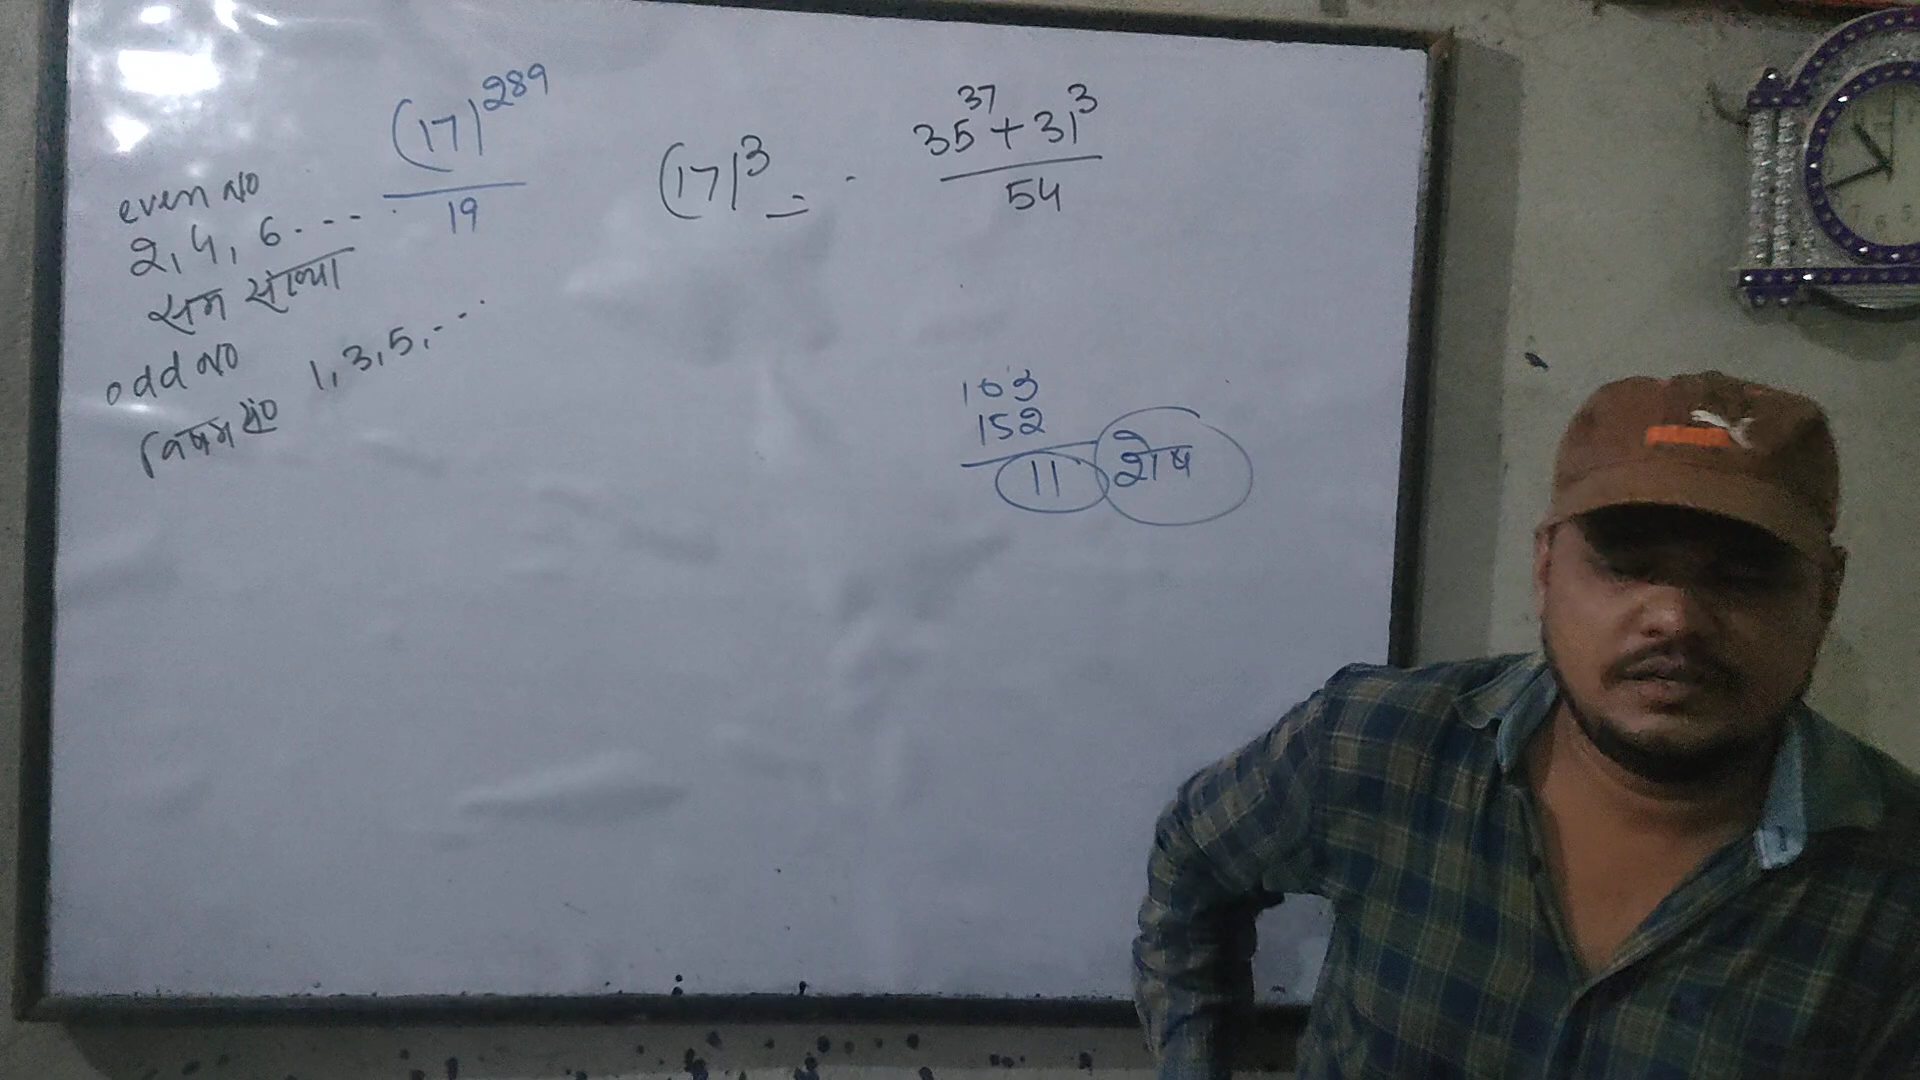 (17)^289
19
even NO
2, 4, 6 . - - -
सम संख्या
odd NO
1, 3, 5, - - -
विषम सं०
(17)^3 =
35^37 + 31^3
54
163
152
11 शेष